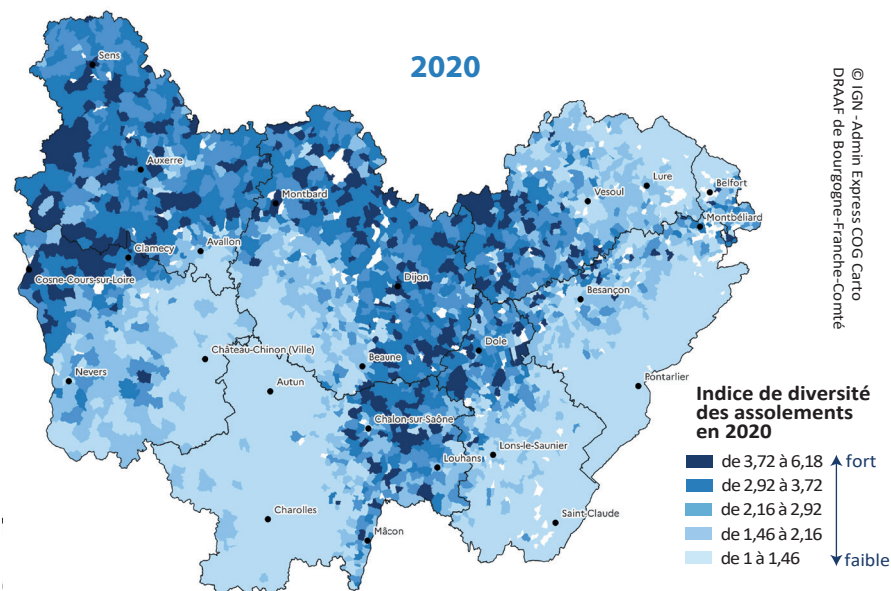 2020
© IGN - Admin Express COG Carto
DRAAF de Bourgogne-Franche-Comté
Sens
Auxerre
Montbard
Lure
Belfort
Vesoul
Montbéliard
Avallon
Clamecy
Cosne-Cours-sur-Loire
Dijon
Besançon
Château-Chinon (Ville)
Beaune
Dole
Nevers
Autun
Pontarlier
Chalon-sur-Saône
Lons-le-Saunier
Louhans
Charolles
Saint-Claude
Mâcon
Indice de diversité
des assolements
en 2020
de 3,72 à 6,18 fort
de 2,92 à 3,72
de 2,16 à 2,92
de 1,46 à 2,16
de 1 à 1,46 faible